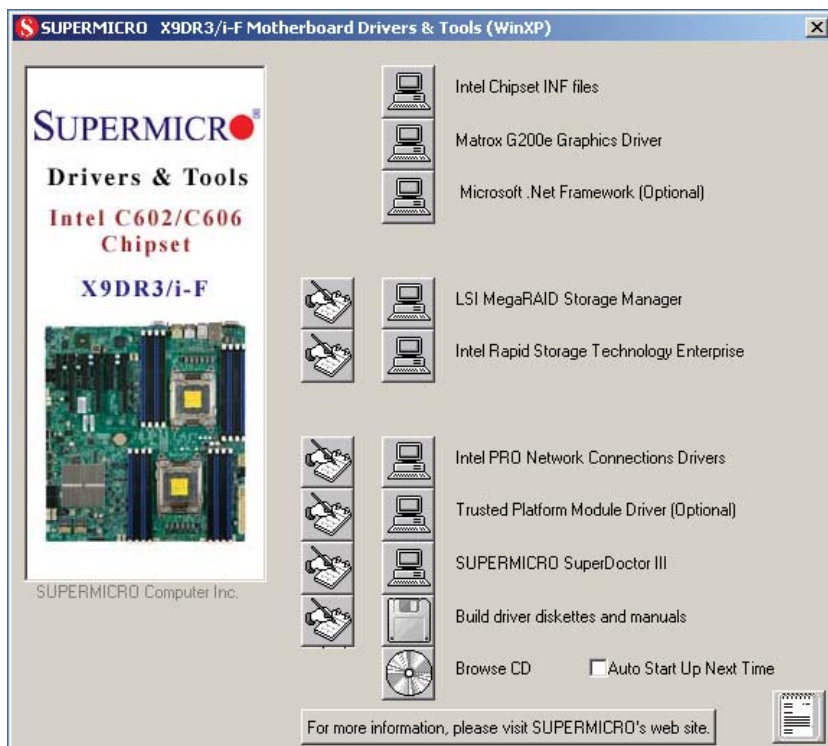 SUPERMICRO X9DR3/i-F Motherboard Drivers & Tools (WinXP)
SUPERMICRO®
Drivers & Tools
Intel C602/C606
Chipset
X9DR3/i-F
SUPERMICRO Computer Inc.
Intel Chipset INF files
Matrox G200e Graphics Driver
Microsoft .Net Framework (Optional)
LSI MegaRAID Storage Manager
Intel Rapid Storage Technology Enterprise
Intel PRO Network Connections Drivers
Trusted Platform Module Driver (Optional)
SUPERMICRO SuperDoctor III
Build driver diskettes and manuals
Browse CD
Auto Start Up Next Time
For more information, please visit SUPERMICRO's web site.